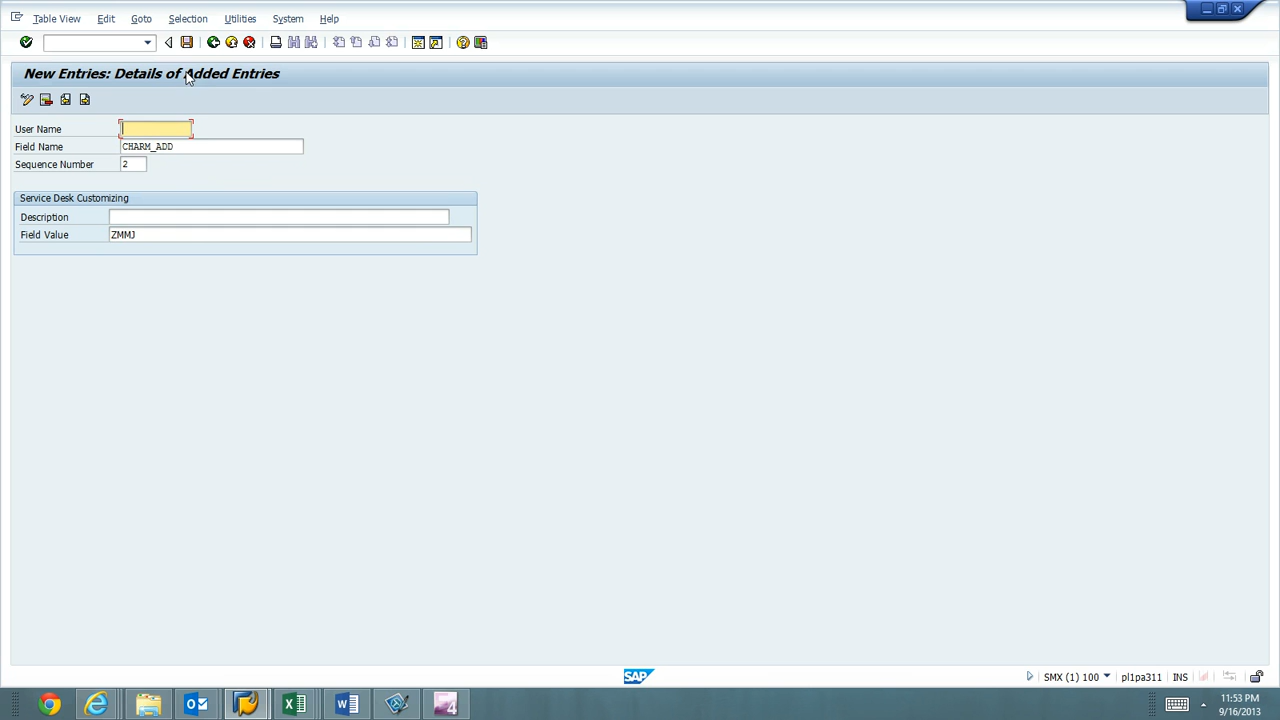 Table View Edit Goto Selection Utilities System Help
New Entries: Details of Added Entries
User Name
Field Name CHARM_ADD
Sequence Number 2
Service Desk Customizing
Description
Field Value ZMMJ
SAP SMX (1) 100 pl1pa311 INS
11:53 PM
9/16/2013